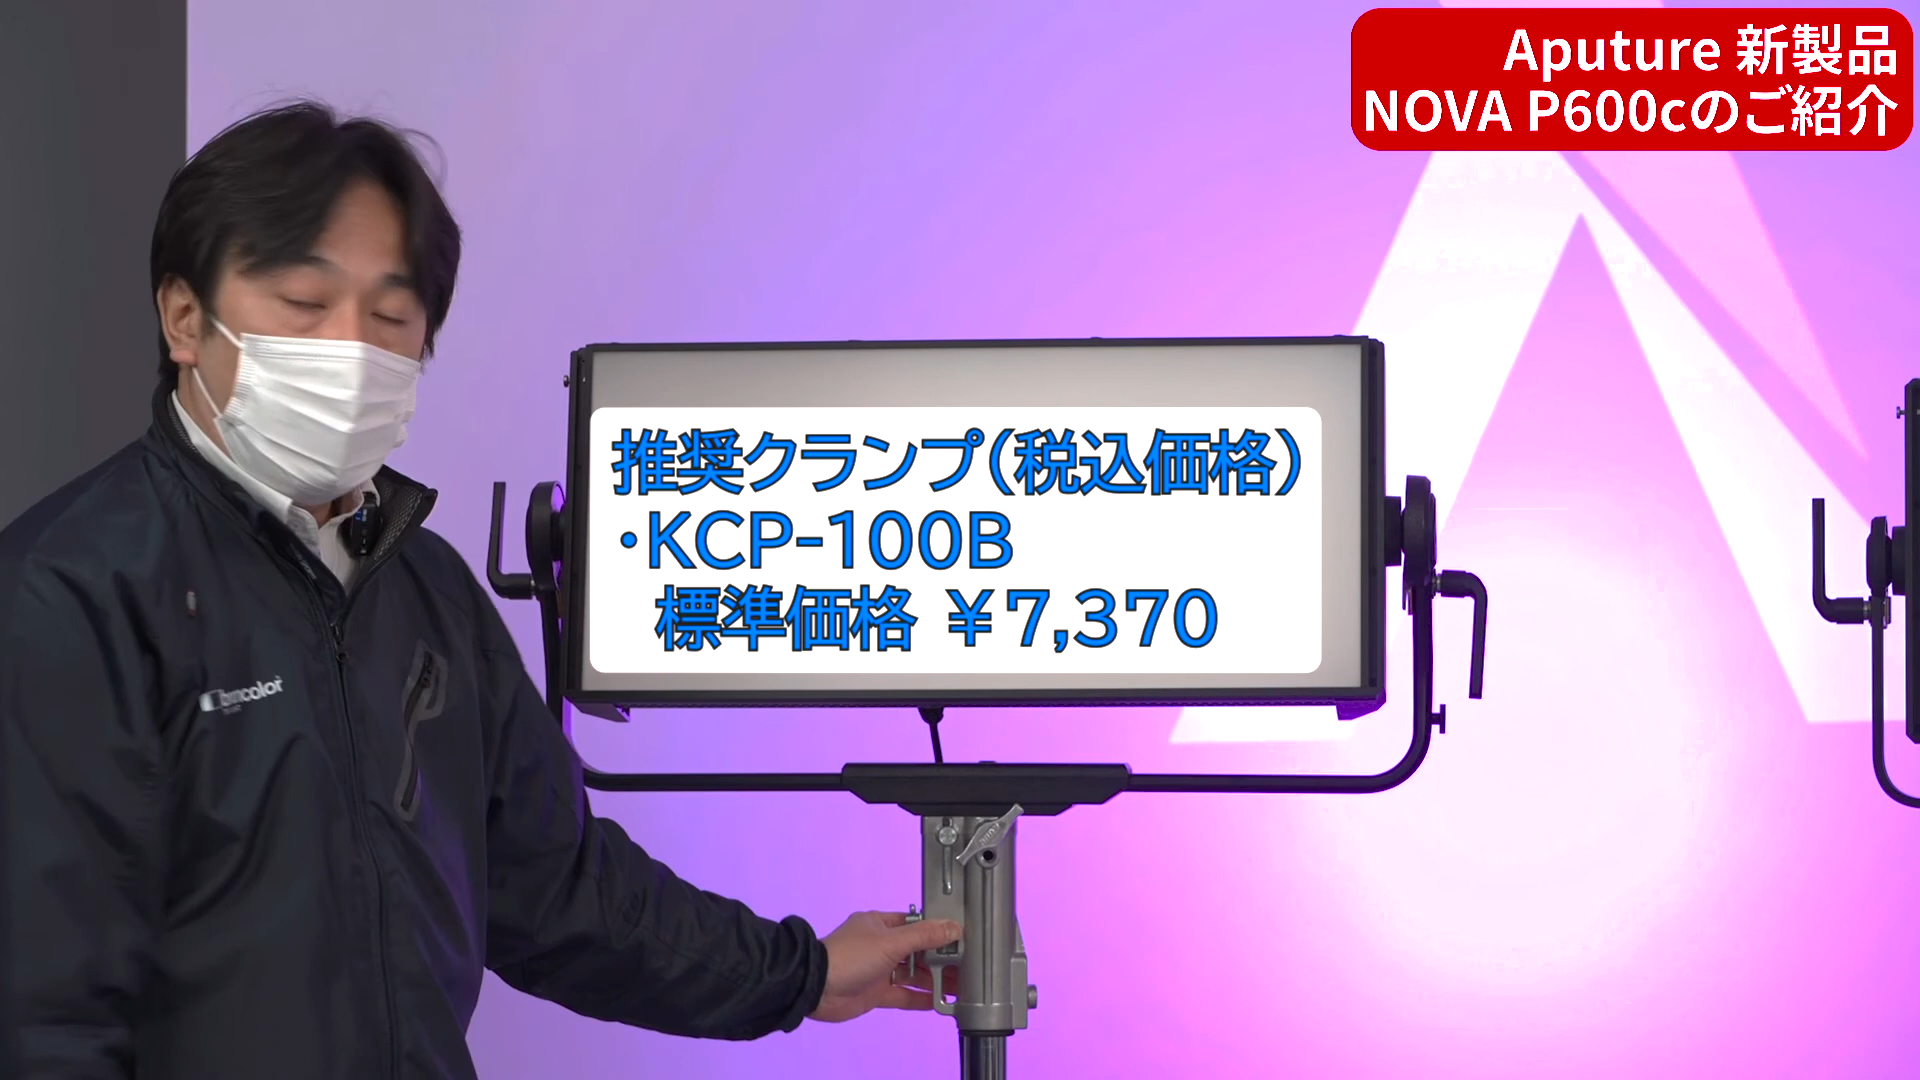 Aputure 新製品
NOVA P600cのご紹介
推奨クランプ(税込価格)
・KCP-100B
標準価格 ￥7,370
broncolor